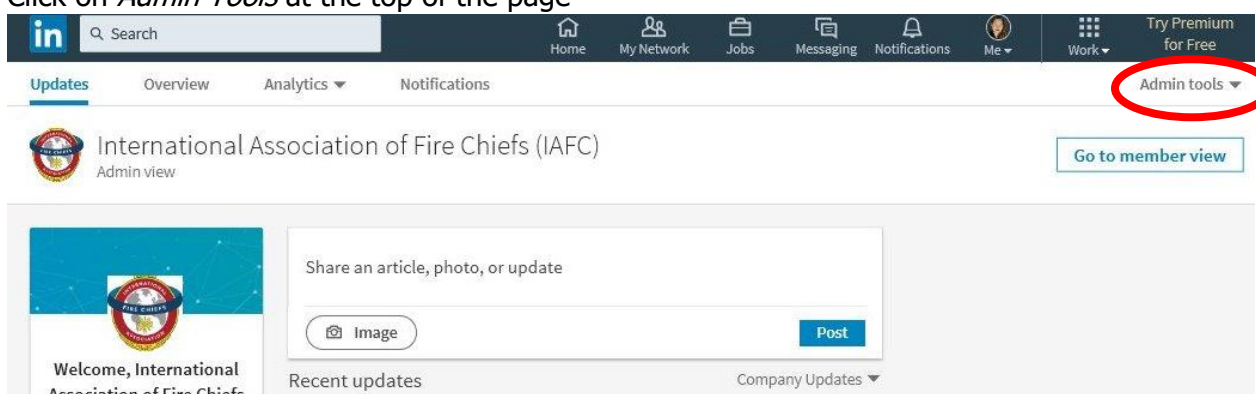 Click on Admin Tools at the top of the page
in Search Home My Network Jobs Messaging Notifications Me Work Try Premium for Free
Updates Overview Analytics Notifications Admin tools
International Association of Fire Chiefs (IAFC)
Admin view
Go to member view
Share an article, photo, or update
Image Post
FIRE CHIEFS
Welcome, International
Association of Fire Chiefs
Recent updates Company Updates